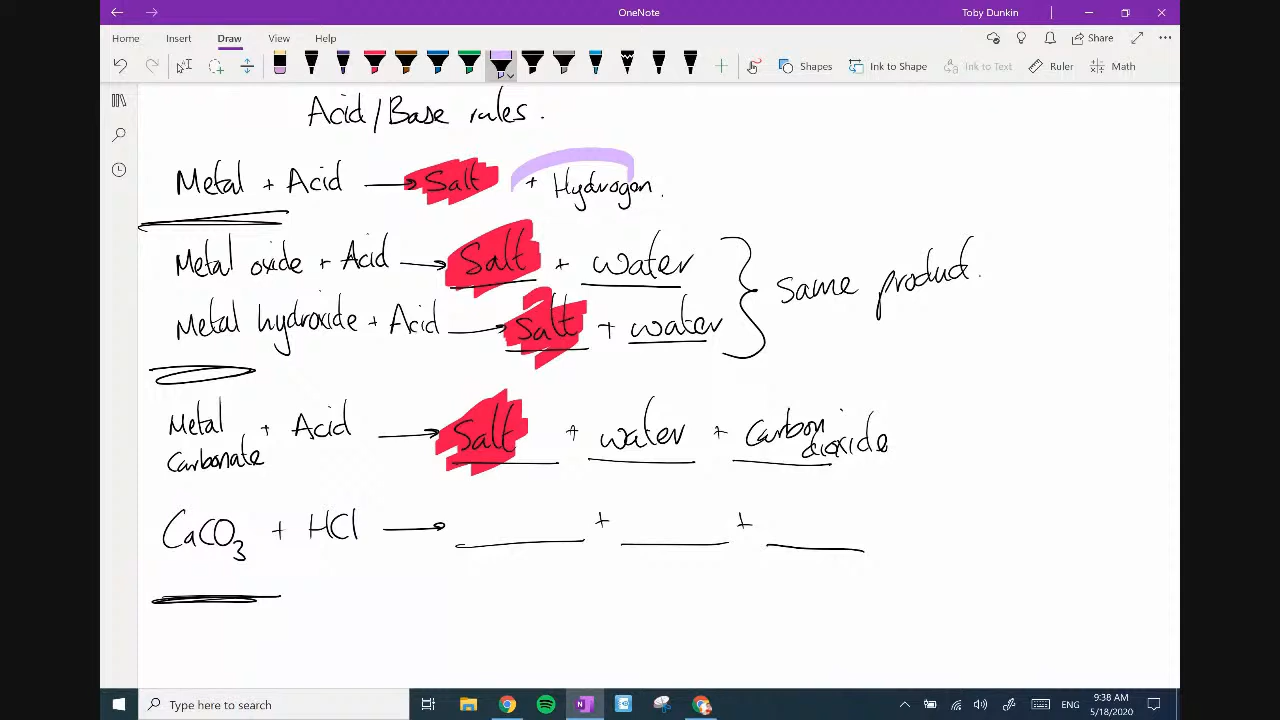 OneNote
Toby Dunkin
Home Insert Draw View Help
Share
Shapes Ink to Shape Ink to Text Ruler Math
Acid/Base rules.
Metal + Acid → Salt + Hydrogen.
Metal oxide + Acid → Salt + water
Metal hydroxide + Acid → Salt + water
same product.
Metal carbonate + Acid → Salt + water + carbon dioxide
CaCO₃ + HCl → ____ + ____ + ____
Type here to search
ENG
9:38 AM
5/18/2020